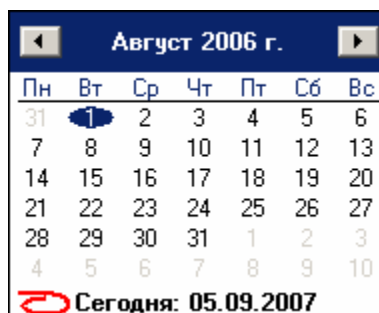 Август 2006 г.
Пн Вт Ср Чт Пт Сб Вс
31 1 2 3 4 5 6
7 8 9 10 11 12 13
14 15 16 17 18 19 20
21 22 23 24 25 26 27
28 29 30 31 1 2 3
4 5 6 7 8 9 10
Сегодня: 05.09.2007